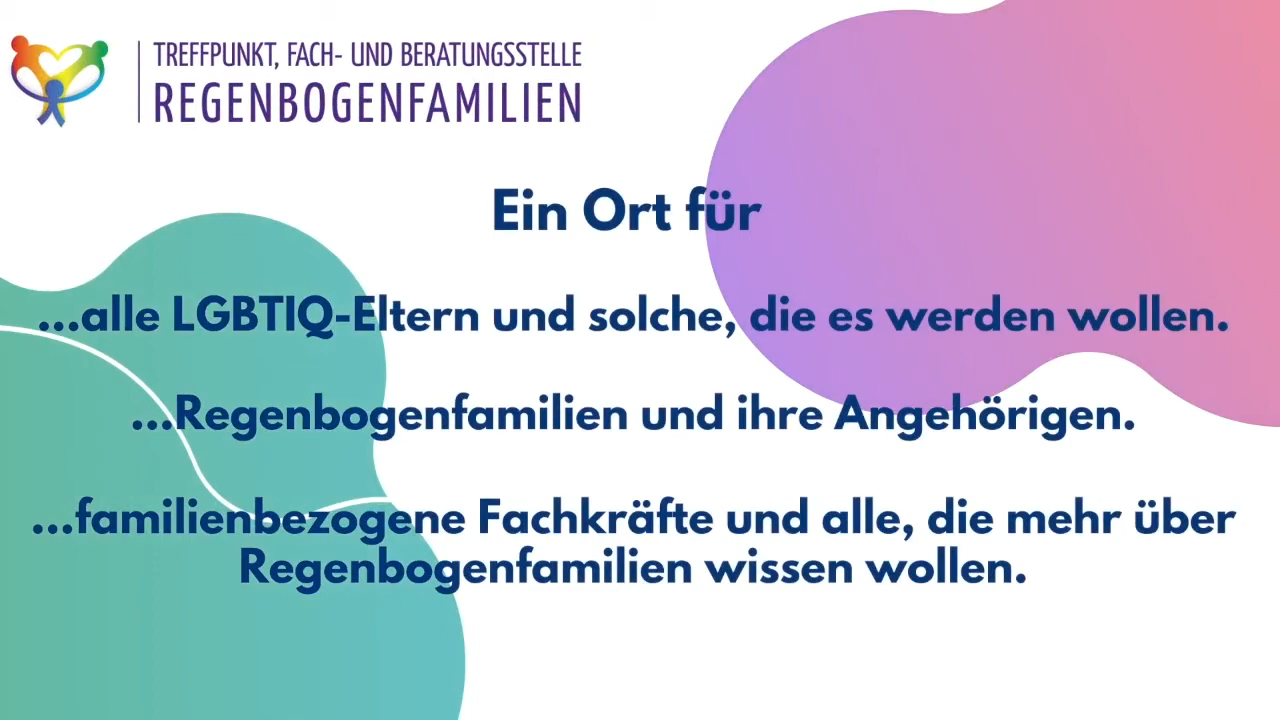 TREFFPUNKT, FACH- UND BERATUNGSSTELLE
REGENBOGENFAMILIEN
Ein Ort für
...alle LGBTIQ-Eltern und solche, die es werden wollen.
...Regenbogenfamilien und ihre Angehörigen.
...familienbezogene Fachkräfte und alle, die mehr über
Regenbogenfamilien wissen wollen.